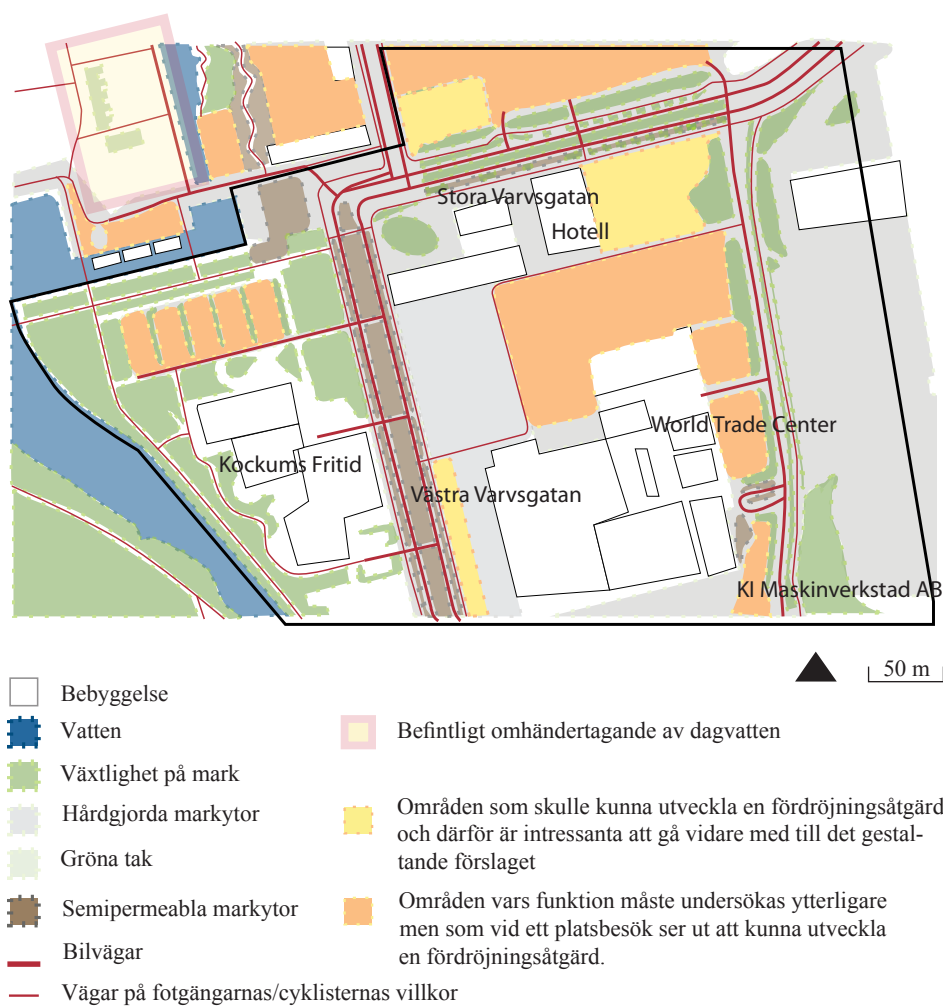 Stora Varvsgatan
Hotell
World Trade Center
Kockums Fritid
Västra Varvsgatan
KI Maskinverkstad AB
50 m
Bebyggelse
Vatten
Växtlighet på mark
Hårdgjorda markytor
Gröna tak
Semipermeabla markytor
Bilvägar
Vägar på fotgängarnas/cyklisternas villkor
Befintligt omhändertagande av dagvatten
Områden som skulle kunna utveckla en fördröjningsåtgärd
och därför är intressanta att gå vidare med till det gestal-
tande förslaget
Områden vars funktion måste undersökas ytterligare
men som vid ett platsbesök ser ut att kunna utveckla
en fördröjningsåtgärd.